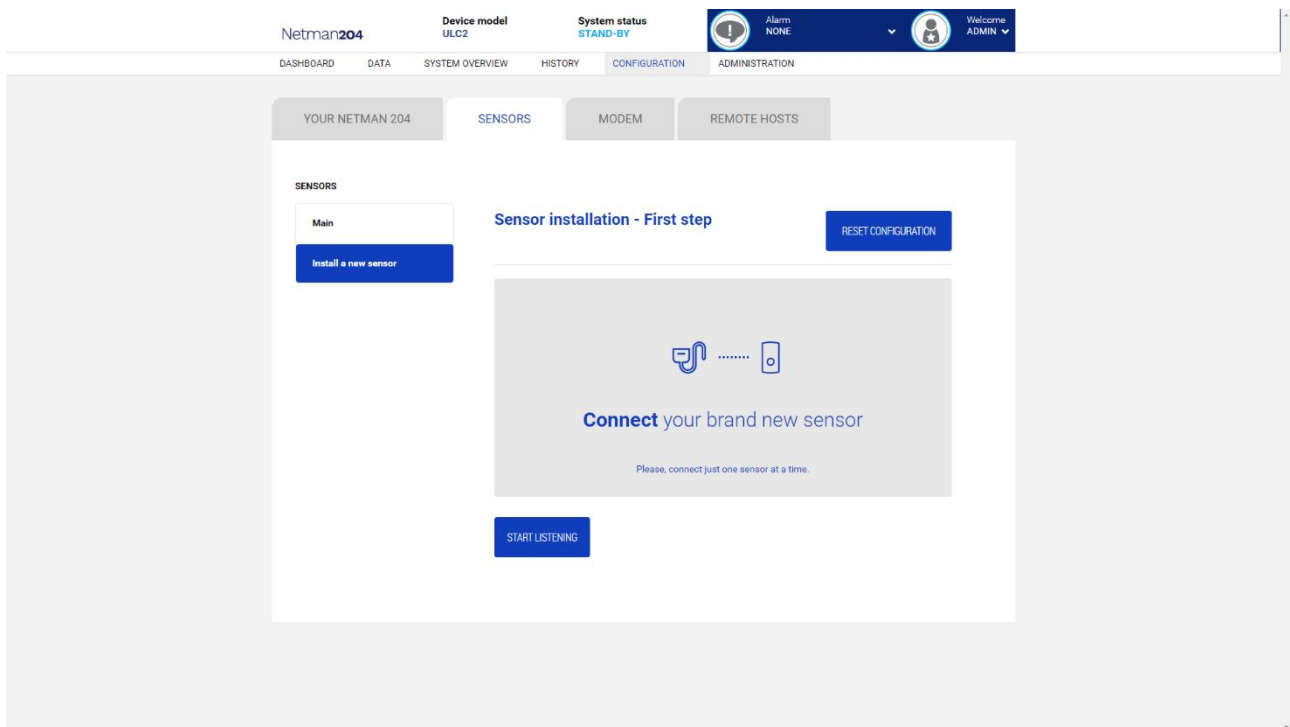 Netman204
Device model
ULC2
System status
STAND-BY
Alarm
NONE
Welcome
ADMIN
DASHBOARD DATA SYSTEM OVERVIEW HISTORY CONFIGURATION ADMINISTRATION
YOUR NETMAN 204 SENSORS MODEM REMOTE HOSTS
SENSORS
Main
Install a new sensor
Sensor installation - First step
RESET CONFIGURATION
Connect your brand new sensor
Please, connect just one sensor at a time.
START LISTENING